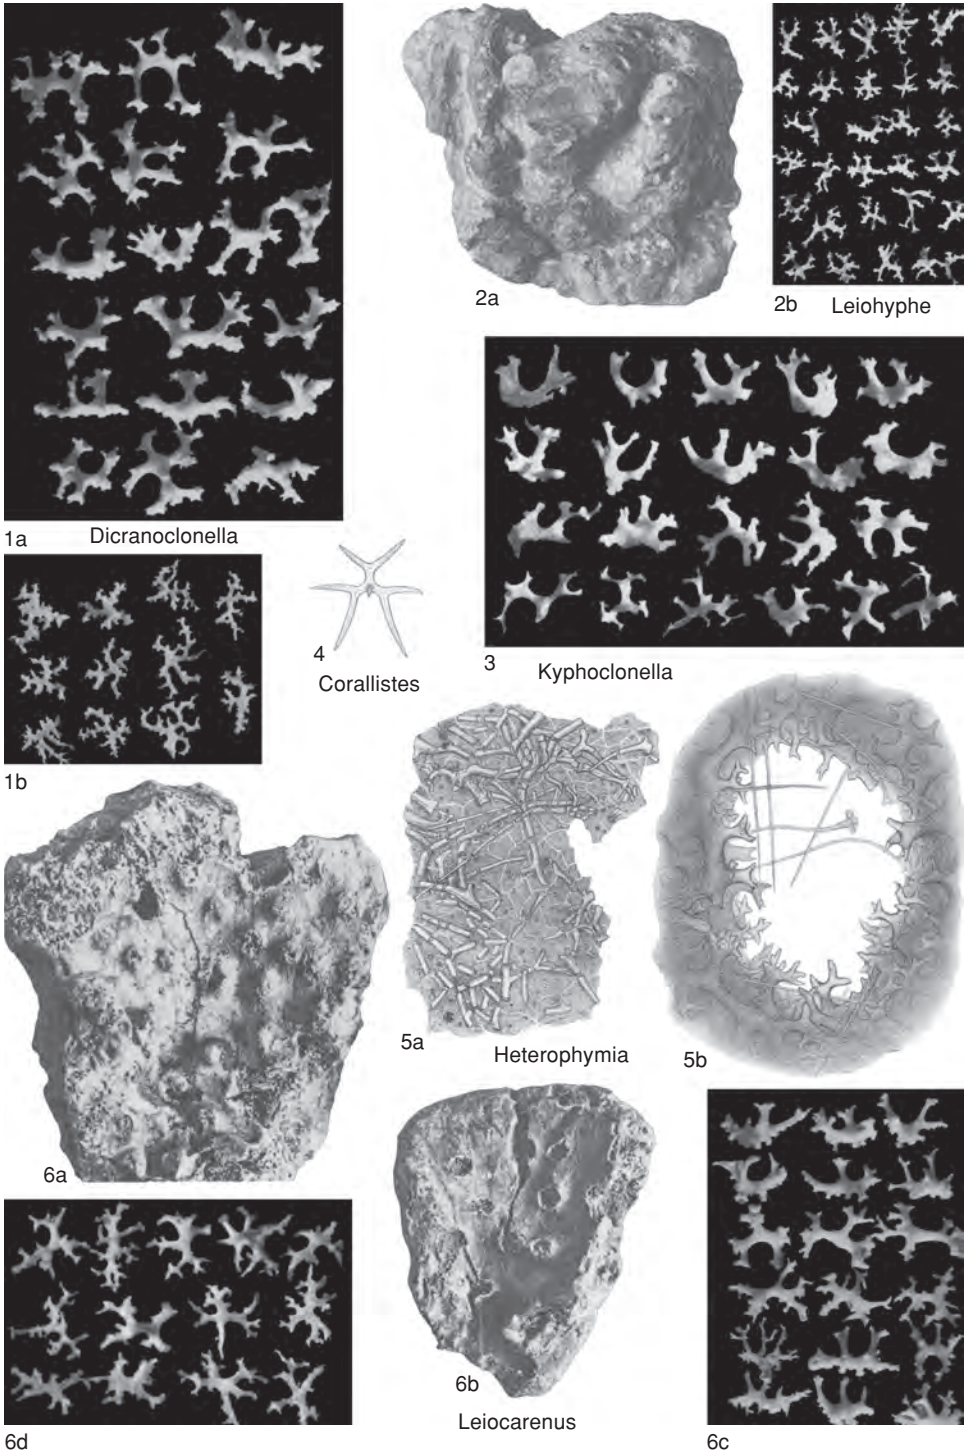 2a
2b Leiohyphe
1a Dicranoclonella
4
Corallistes
3 Kyphoclonella
1b
5a Heterophymia 5b
6a
6b
Leiocarenus
6d
6c